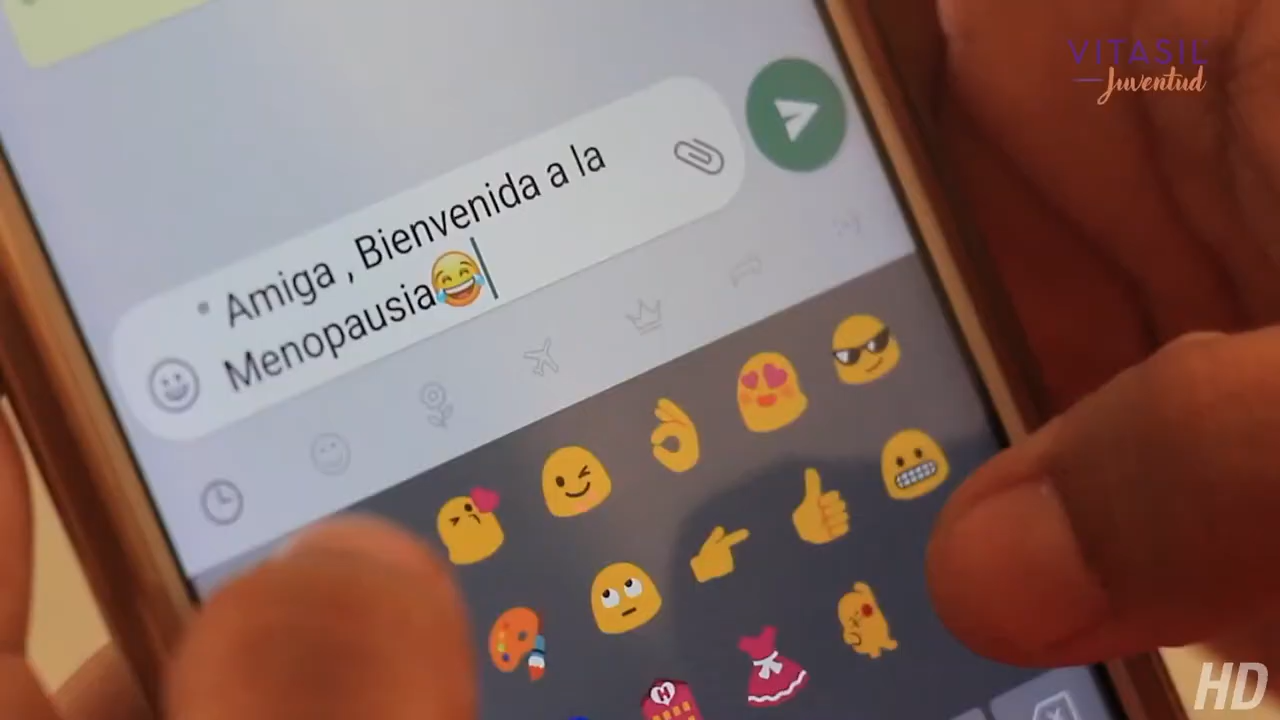 VITASIL
Juventud
Amiga , Bienvenida a la
Menopausia😂
H
HD